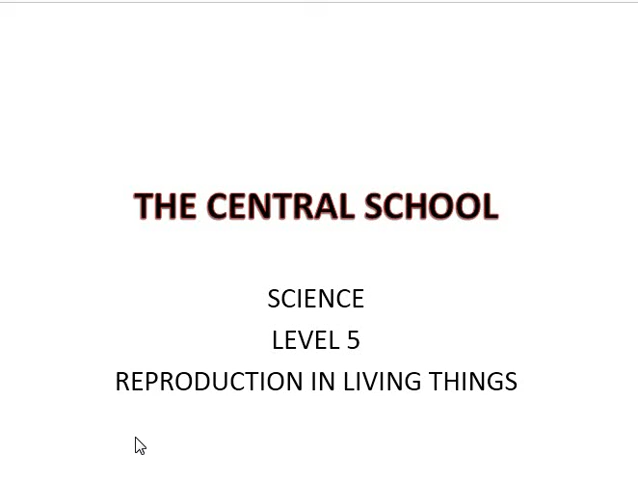 THE CENTRAL SCHOOL
SCIENCE
LEVEL 5
REPRODUCTION IN LIVING THINGS